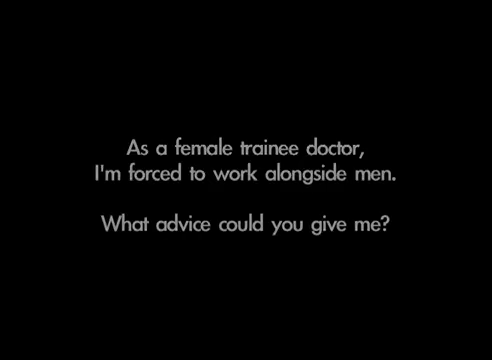 As a female trainee doctor,
I'm forced to work alongside men.
What advice could you give me?